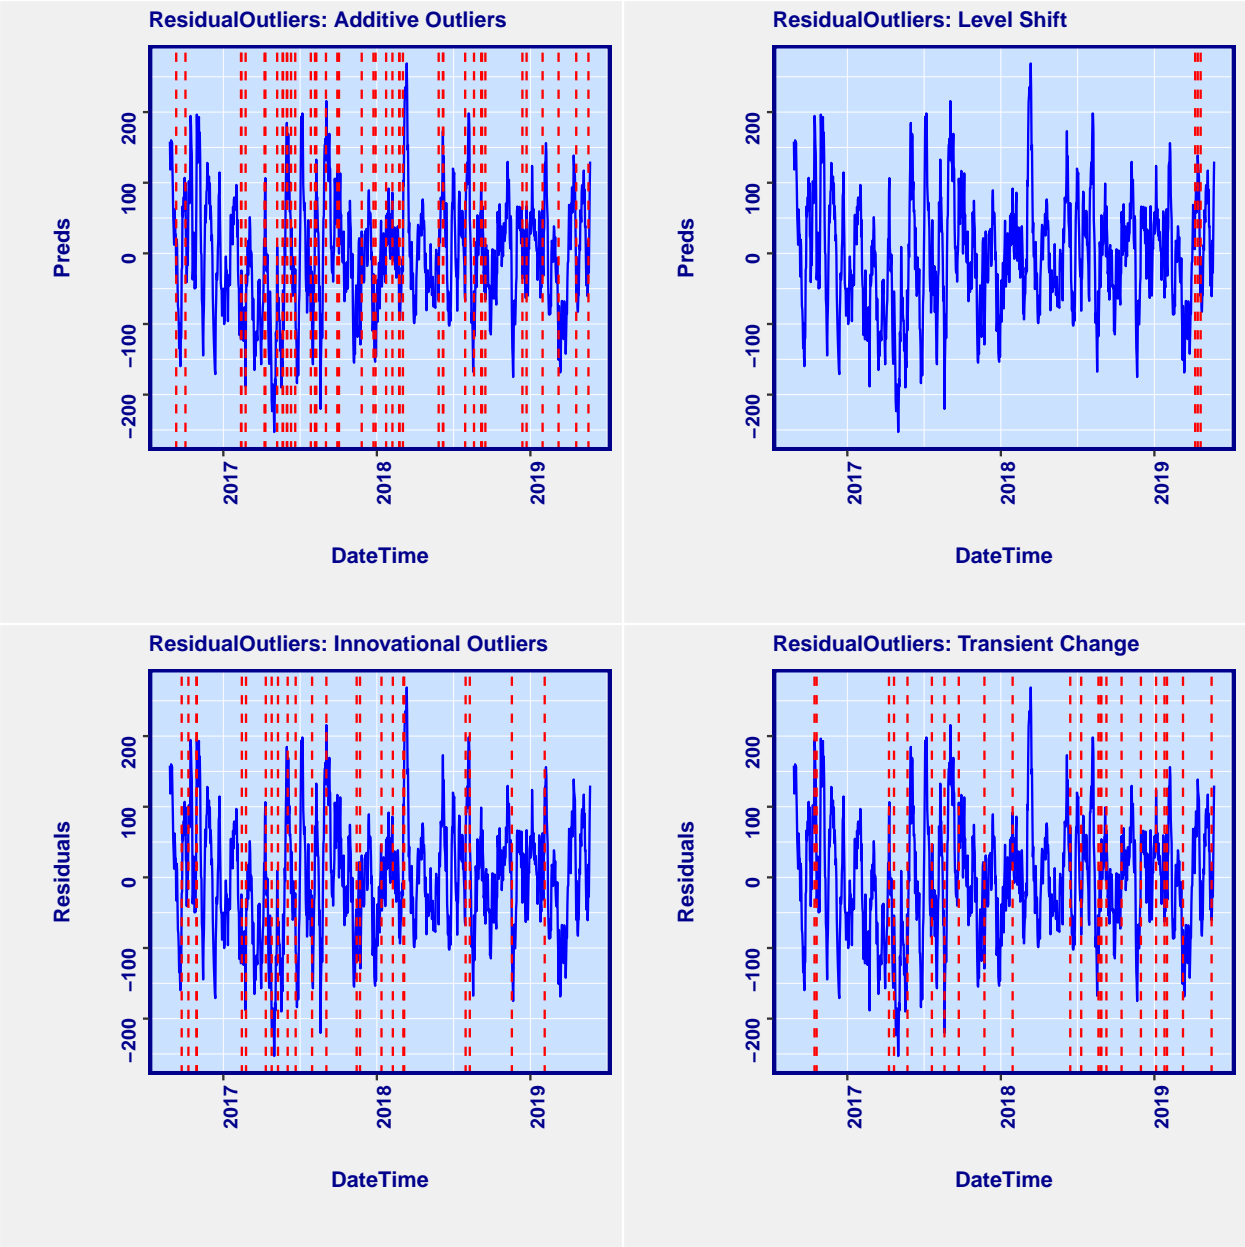 ResidualOutliers: Additive Outliers
Preds
200
100
0
−100
−200
2017
2018
2019
DateTime
ResidualOutliers: Level Shift
Preds
200
100
0
−100
−200
2017
2018
2019
DateTime
ResidualOutliers: Innovational Outliers
Residuals
200
100
0
−100
−200
2017
2018
2019
DateTime
ResidualOutliers: Transient Change
Residuals
200
100
0
−100
−200
2017
2018
2019
DateTime